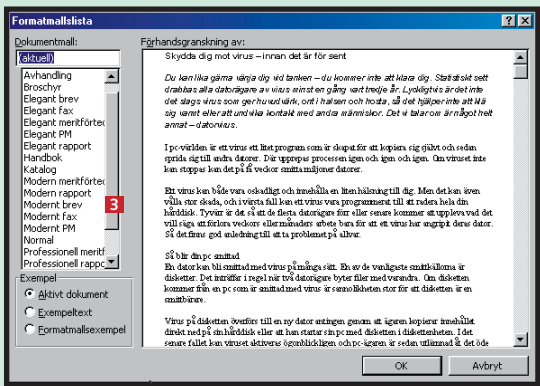 Formatmallslista
Dokumentmall:
(aktuell)
Avhandling
Broschyr
Elegant brev
Elegant fax
Elegant meritförtec
Elegant PM
Elegant rapport
Handbok
Katalog
Modern meritförtec
Modern rapport
Modernt brev
Modernt fax
Modernt PM
Normal
Professionell meritf
Professionell rappc
3
Exempel
Aktivt dokument
Exempeltext
Formatmallsexempel
Förhandsgranskning av:
Skydda dig mot virus – innan det är för sent
Du kan lika gärna vänja dig vid tanken – du kommer inte att klara dig. Statistiskt sett
drabbas alla datorägare av virus minst en gång vart tredje år. Lyckligtvis är det inte
det slags virus som ger huvudvärk, ont i halsen och hosta, så det hjälper inte att klä
sig varmt eller att undvika kontakt med andra människor. Det vi talar om är något helt
annat – datorvirus.
I pc-världen är ett virus ett litet program som är skapat för att kopiera sig självt och sedan
sprida sig till andra datorer. Där upprepas processen igen och igen och igen. Om viruset inte
kan stoppas kan det på få veckor smitta miljoner datorer.
Ett virus kan både vara oskadligt och innehålla en liten hälsning till dig. Men det kan även
vålla stor skada, och i värsta fall kan ett virus vara programmerat till att radera hela din
hårddisk. Tyvärr är det så att de flesta datorägare förr eller senare kommer att uppleva vad det
vill säga att förlora veckors eller månaders arbete bara för att ett virus har angripit deras dator.
Så det finns god anledning till att ta problemet på allvar.
Så blir din pc smittad
En dator kan bli smittad med virus på många sätt. En av de vanligaste smittkällorna är
disketter. Det inträffar i regel när två datorägare byter filer med varandra. Om disketten
kommer från en pc som är smittad med virus är sannolikheten stor för att disketten är en
smittbärare.
Virus på disketten överförs till en ny dator antingen genom att ägaren kopierar innehållet
direkt ned på sin hårddisk eller att han startar sin pc med disketten i diskettenheten. I det
senare fallet kan viruset aktiveras ögonblickligen och pc-ägaren är sedan utlämnad åt det öde
OK
Avbryt